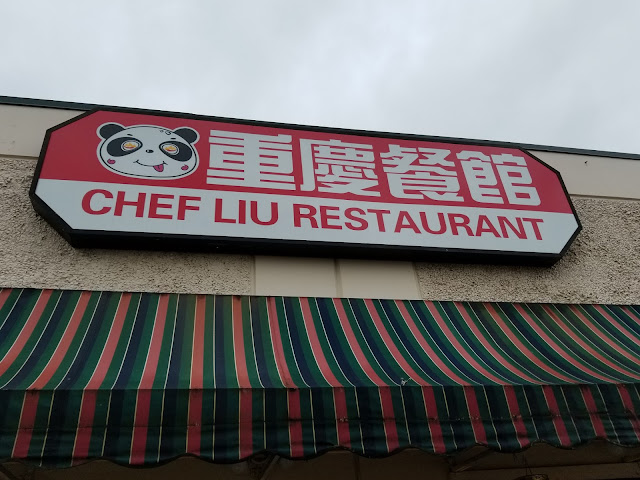 重慶餐館
CHEF LIU RESTAURANT